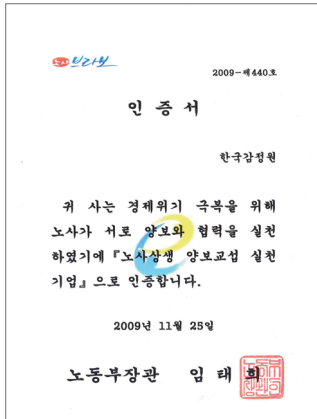 노사 브라보
2009-제440호
인 증 서
한국감정원
귀 사는 경제위기 극복을 위해
노사가 서로 양보와 협력을 실천
하였기에 『노사상생 양보교섭 실천
기업』 으로 인증합니다.
2009년 11월 25일
노동부장관 임 태 희